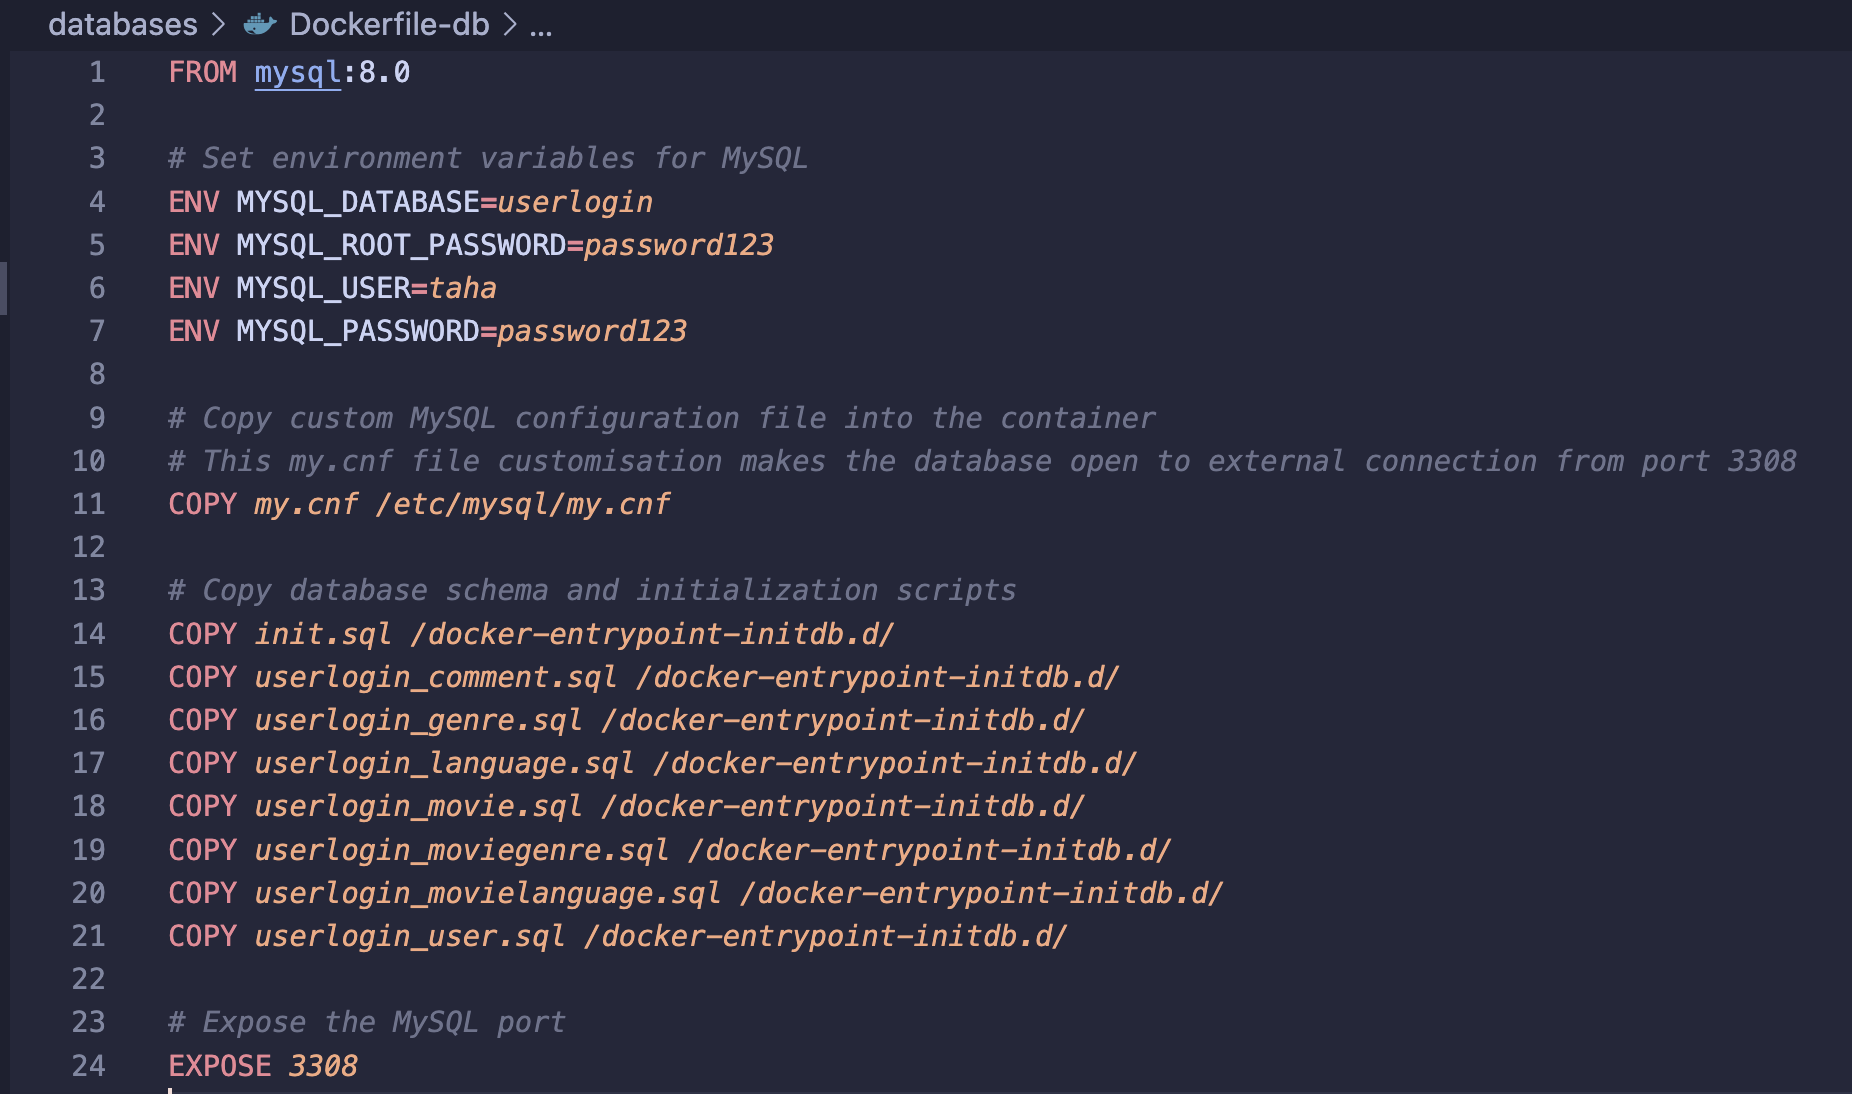 databases > Dockerfile-db > ...
1 FROM mysql:8.0
2
3 # Set environment variables for MySQL
4 ENV MYSQL_DATABASE=userlogin
5 ENV MYSQL_ROOT_PASSWORD=password123
6 ENV MYSQL_USER=taha
7 ENV MYSQL_PASSWORD=password123
8
9 # Copy custom MySQL configuration file into the container
10 # This my.cnf file customisation makes the database open to external connection from port 3308
11 COPY my.cnf /etc/mysql/my.cnf
12
13 # Copy database schema and initialization scripts
14 COPY init.sql /docker-entrypoint-initdb.d/
15 COPY userlogin_comment.sql /docker-entrypoint-initdb.d/
16 COPY userlogin_genre.sql /docker-entrypoint-initdb.d/
17 COPY userlogin_language.sql /docker-entrypoint-initdb.d/
18 COPY userlogin_movie.sql /docker-entrypoint-initdb.d/
19 COPY userlogin_moviegenre.sql /docker-entrypoint-initdb.d/
20 COPY userlogin_movielanguage.sql /docker-entrypoint-initdb.d/
21 COPY userlogin_user.sql /docker-entrypoint-initdb.d/
22
23 # Expose the MySQL port
24 EXPOSE 3308